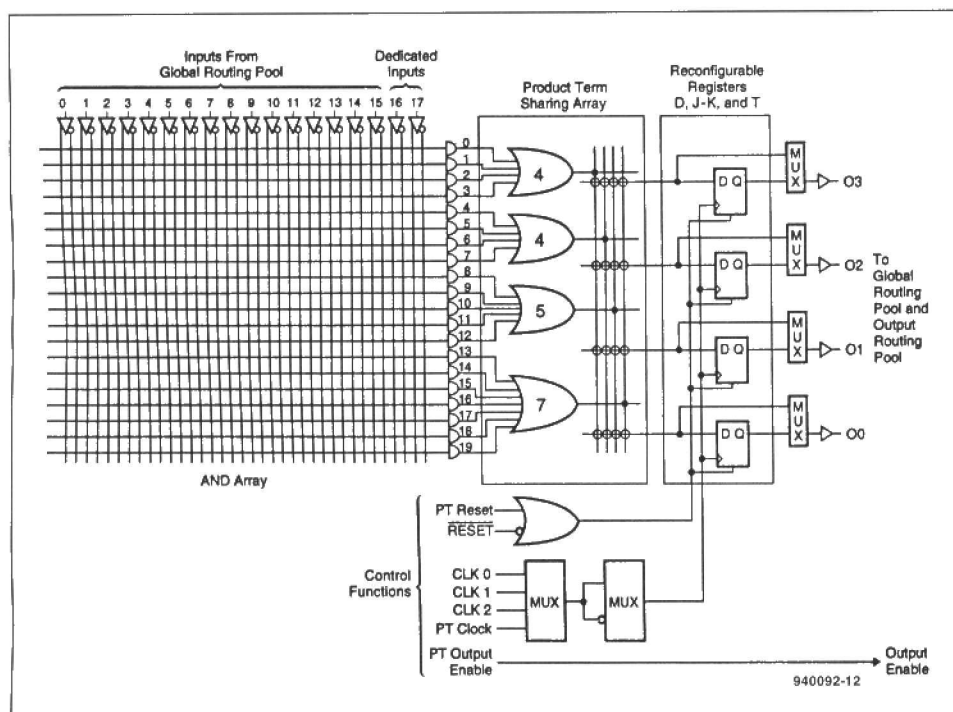 Inputs From
Global Routing Pool
Dedicated
Inputs
0 1 2 3 4 5 6 7 8 9 10 11 12 13 14 15 16 17
Product Term
Sharing Array
Reconfigurable
Registers
D, J-K, and T
0
1
2
3
4
5
6
7
8
9
10
11
12
13
14
15
16
17
18
19
4
4
5
7
D Q
D Q
D Q
D Q
MUX
O3
MUX
O2
MUX
O1
MUX
O0
To
Global
Routing
Pool and
Output
Routing
Pool
AND Array
Control
Functions
PT Reset
RESET
CLK 0
CLK 1
CLK 2
PT Clock
MUX
MUX
PT Output
Enable
Output
Enable
940092-12